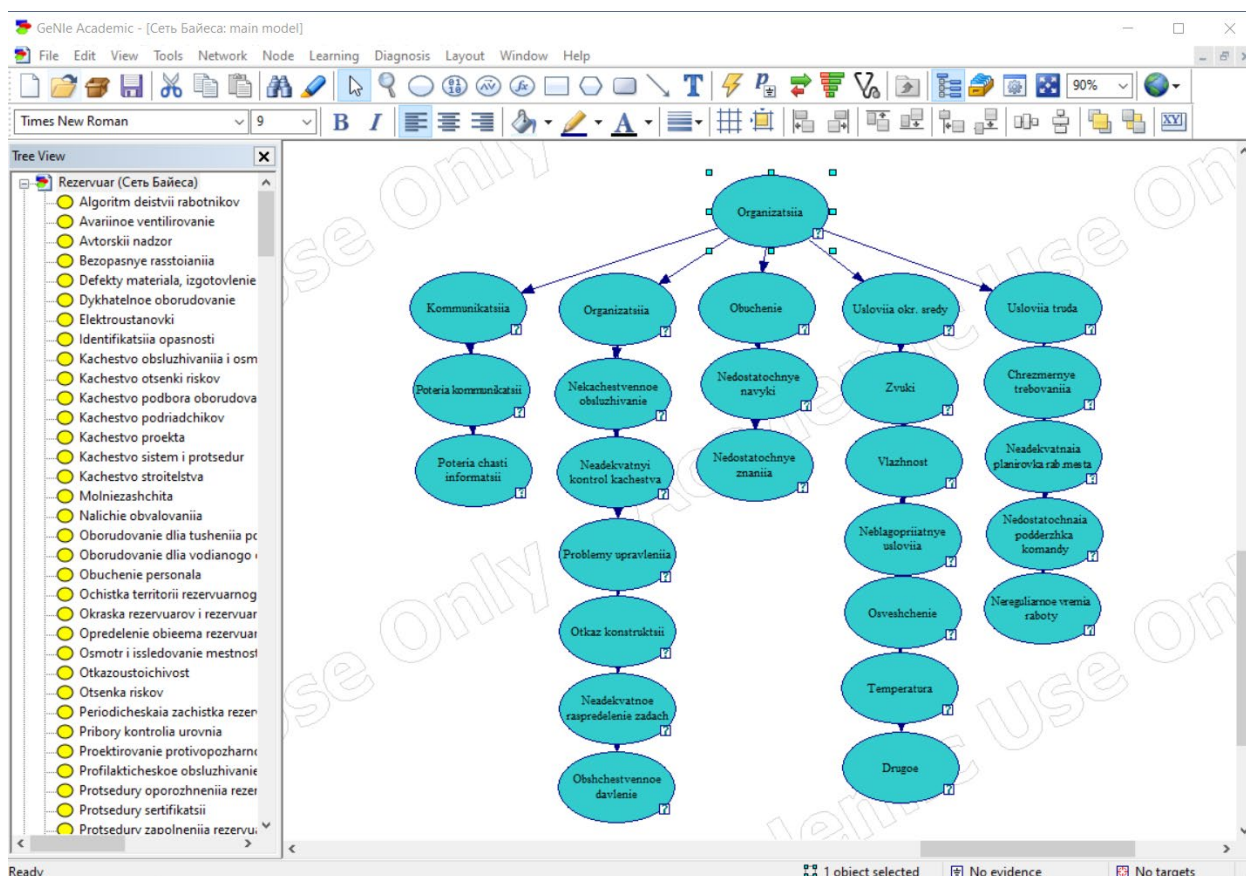 GeNIe Academic - [Сеть Байеса: main model]
File Edit View Tools Network Node Learning Diagnosis Layout Window Help
90%
Times New Roman 9 B I A
Tree View
Rezervuar (Сеть Байеса)
Algoritm deistvii rabotnikov
Avariinoe ventilirovanie
Avtorskii nadzor
Bezopasnye rasstoianiia
Defekty materiala, izgotovlenie
Dykhatelnoe oborudovanie
Elektroustanovki
Identifikatsiia opasnosti
Kachestvo obsluzhivaniia i osm
Kachestvo otsenki riskov
Kachestvo podbora oborudova
Kachestvo podriadchikov
Kachestvo proekta
Kachestvo sistem i protsedur
Kachestvo stroitelstva
Molniezashchita
Nalichie obvalovaniia
Oborudovanie dlia tusheniia po
Oborudovanie dlia vodianogo
Obuchenie personala
Ochistka territorii rezervuarnog
Okraska rezervuarov i rezervuar
Opredelenie obieema rezervuar
Osmotr i issledovanie mestnost
Otkazoustoichivost
Otsenka riskov
Periodicheskaia zachistka rezer
Pribory kontrolia urovnia
Proektirovanie protivopozharno
Profilakticheskoe obsluzhivanie
Protsedury oporozhneniia rezer
Protsedury sertifikatsii
Protsedury zapolneniia rezervu
Organizatsiia
Kommunikatsiia
Poteria kommunikatsii
Poteria chasti
informatsii
Organizatsiia
Nekachestvennoe
obsluzhivanie
Neadekvatnyi
kontrol kachestva
Problemy upravleniia
Otkaz konstruktsii
Neadekvatnoe
raspredelenie zadach
Obshchestvennoe
davlenie
Obuchenie
Nedostatochnye
navyki
Nedostatochnye
znaniia
Usloviia okr. sredy
Zvuki
Vlazhnost
Neblagopriiatnye
usloviia
Osveshchenie
Temperatura
Drugoe
Usloviia truda
Chrezmernye
trebovaniia
Neadekvatnaia
planirovka rab.mesta
Nedostatochnaia
podderzhka
komandy
Nereguliarnoe vremia
raboty
Academic Use Only
Ready 1 object selected No evidence No targets